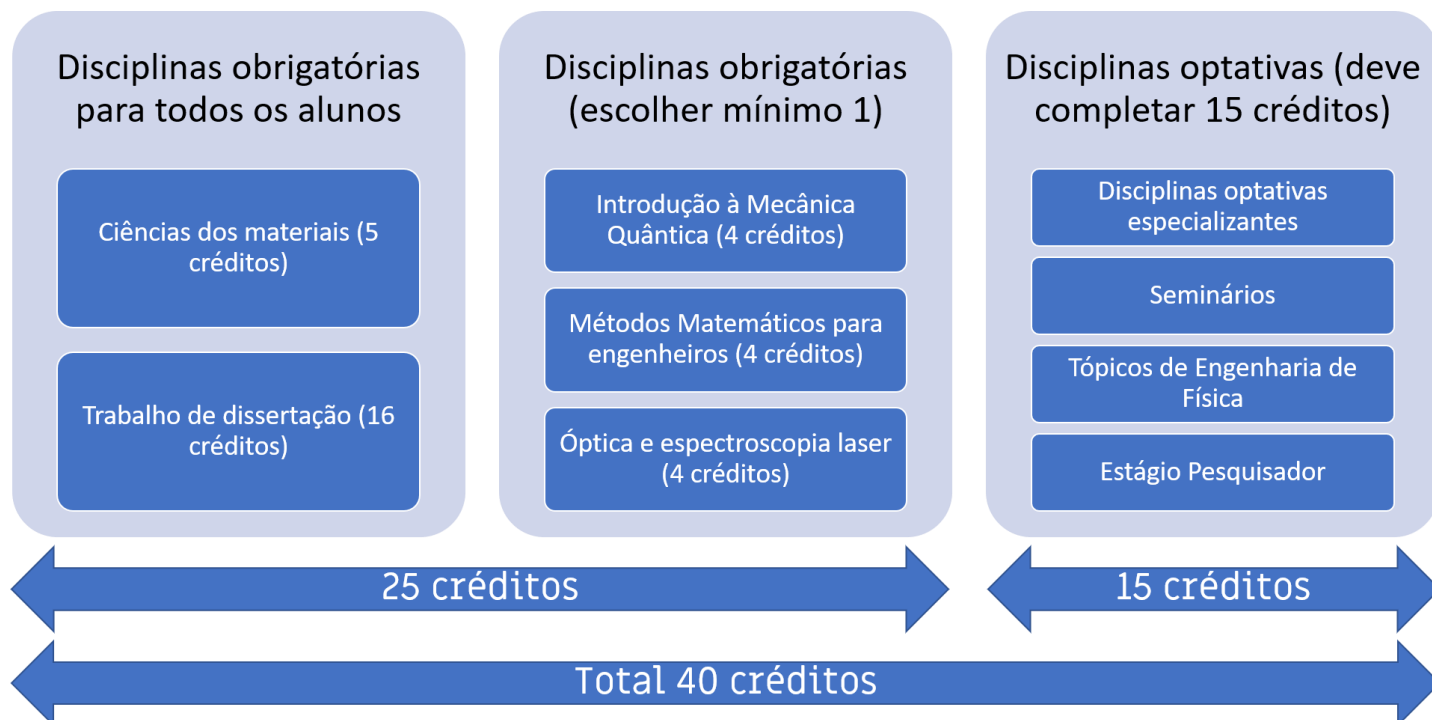 Disciplinas obrigatórias
para todos os alunos
Ciências dos materiais (5
créditos)
Trabalho de dissertação (16
créditos)
Disciplinas obrigatórias
(escolher mínimo 1)
Introdução à Mecânica
Quântica (4 créditos)
Métodos Matemáticos para
engenheiros (4 créditos)
Óptica e espectroscopia laser
(4 créditos)
Disciplinas optativas (deve
completar 15 créditos)
Disciplinas optativas
especializantes
Seminários
Tópicos de Engenharia de
Física
Estágio Pesquisador
25 créditos
15 créditos
Total 40 créditos